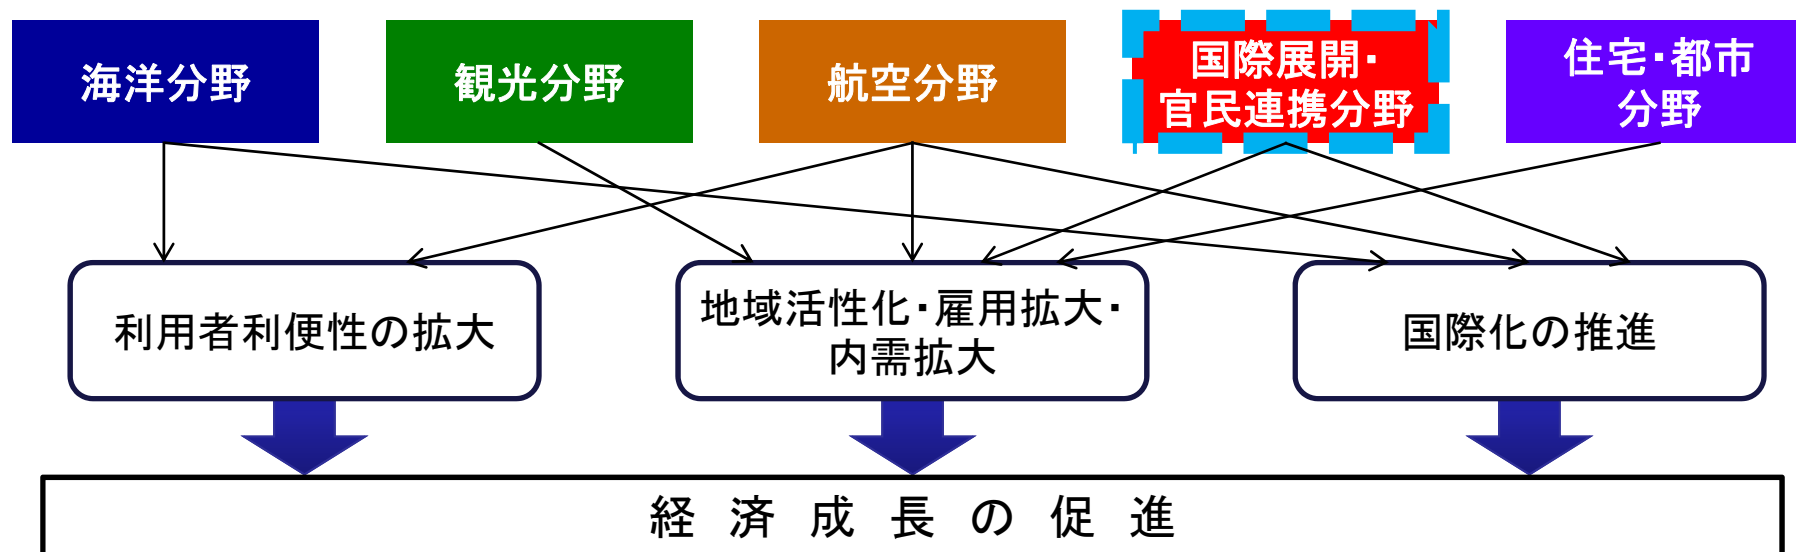 海洋分野
観光分野
航空分野
国際展開・
官民連携分野
住宅・都市
分野
利用者利便性の拡大
地域活性化・雇用拡大・
内需拡大
国際化の推進
経済成長の促進